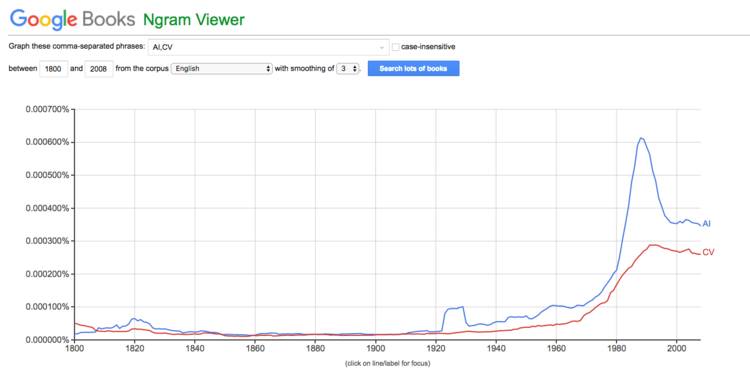 Google Books Ngram Viewer
Graph these comma-separated phrases: AI,CV case-insensitive
between 1800 and 2008 from the corpus English with smoothing of 3 . Search lots of books
0.000700%
0.000600%
0.000500%
0.000400%
0.000300%
0.000200%
0.000100%
0.000000%
AI
CV
1800 1820 1840 1860 1880 1900 1920 1940 1960 1980 2000
(click on line/label for focus)